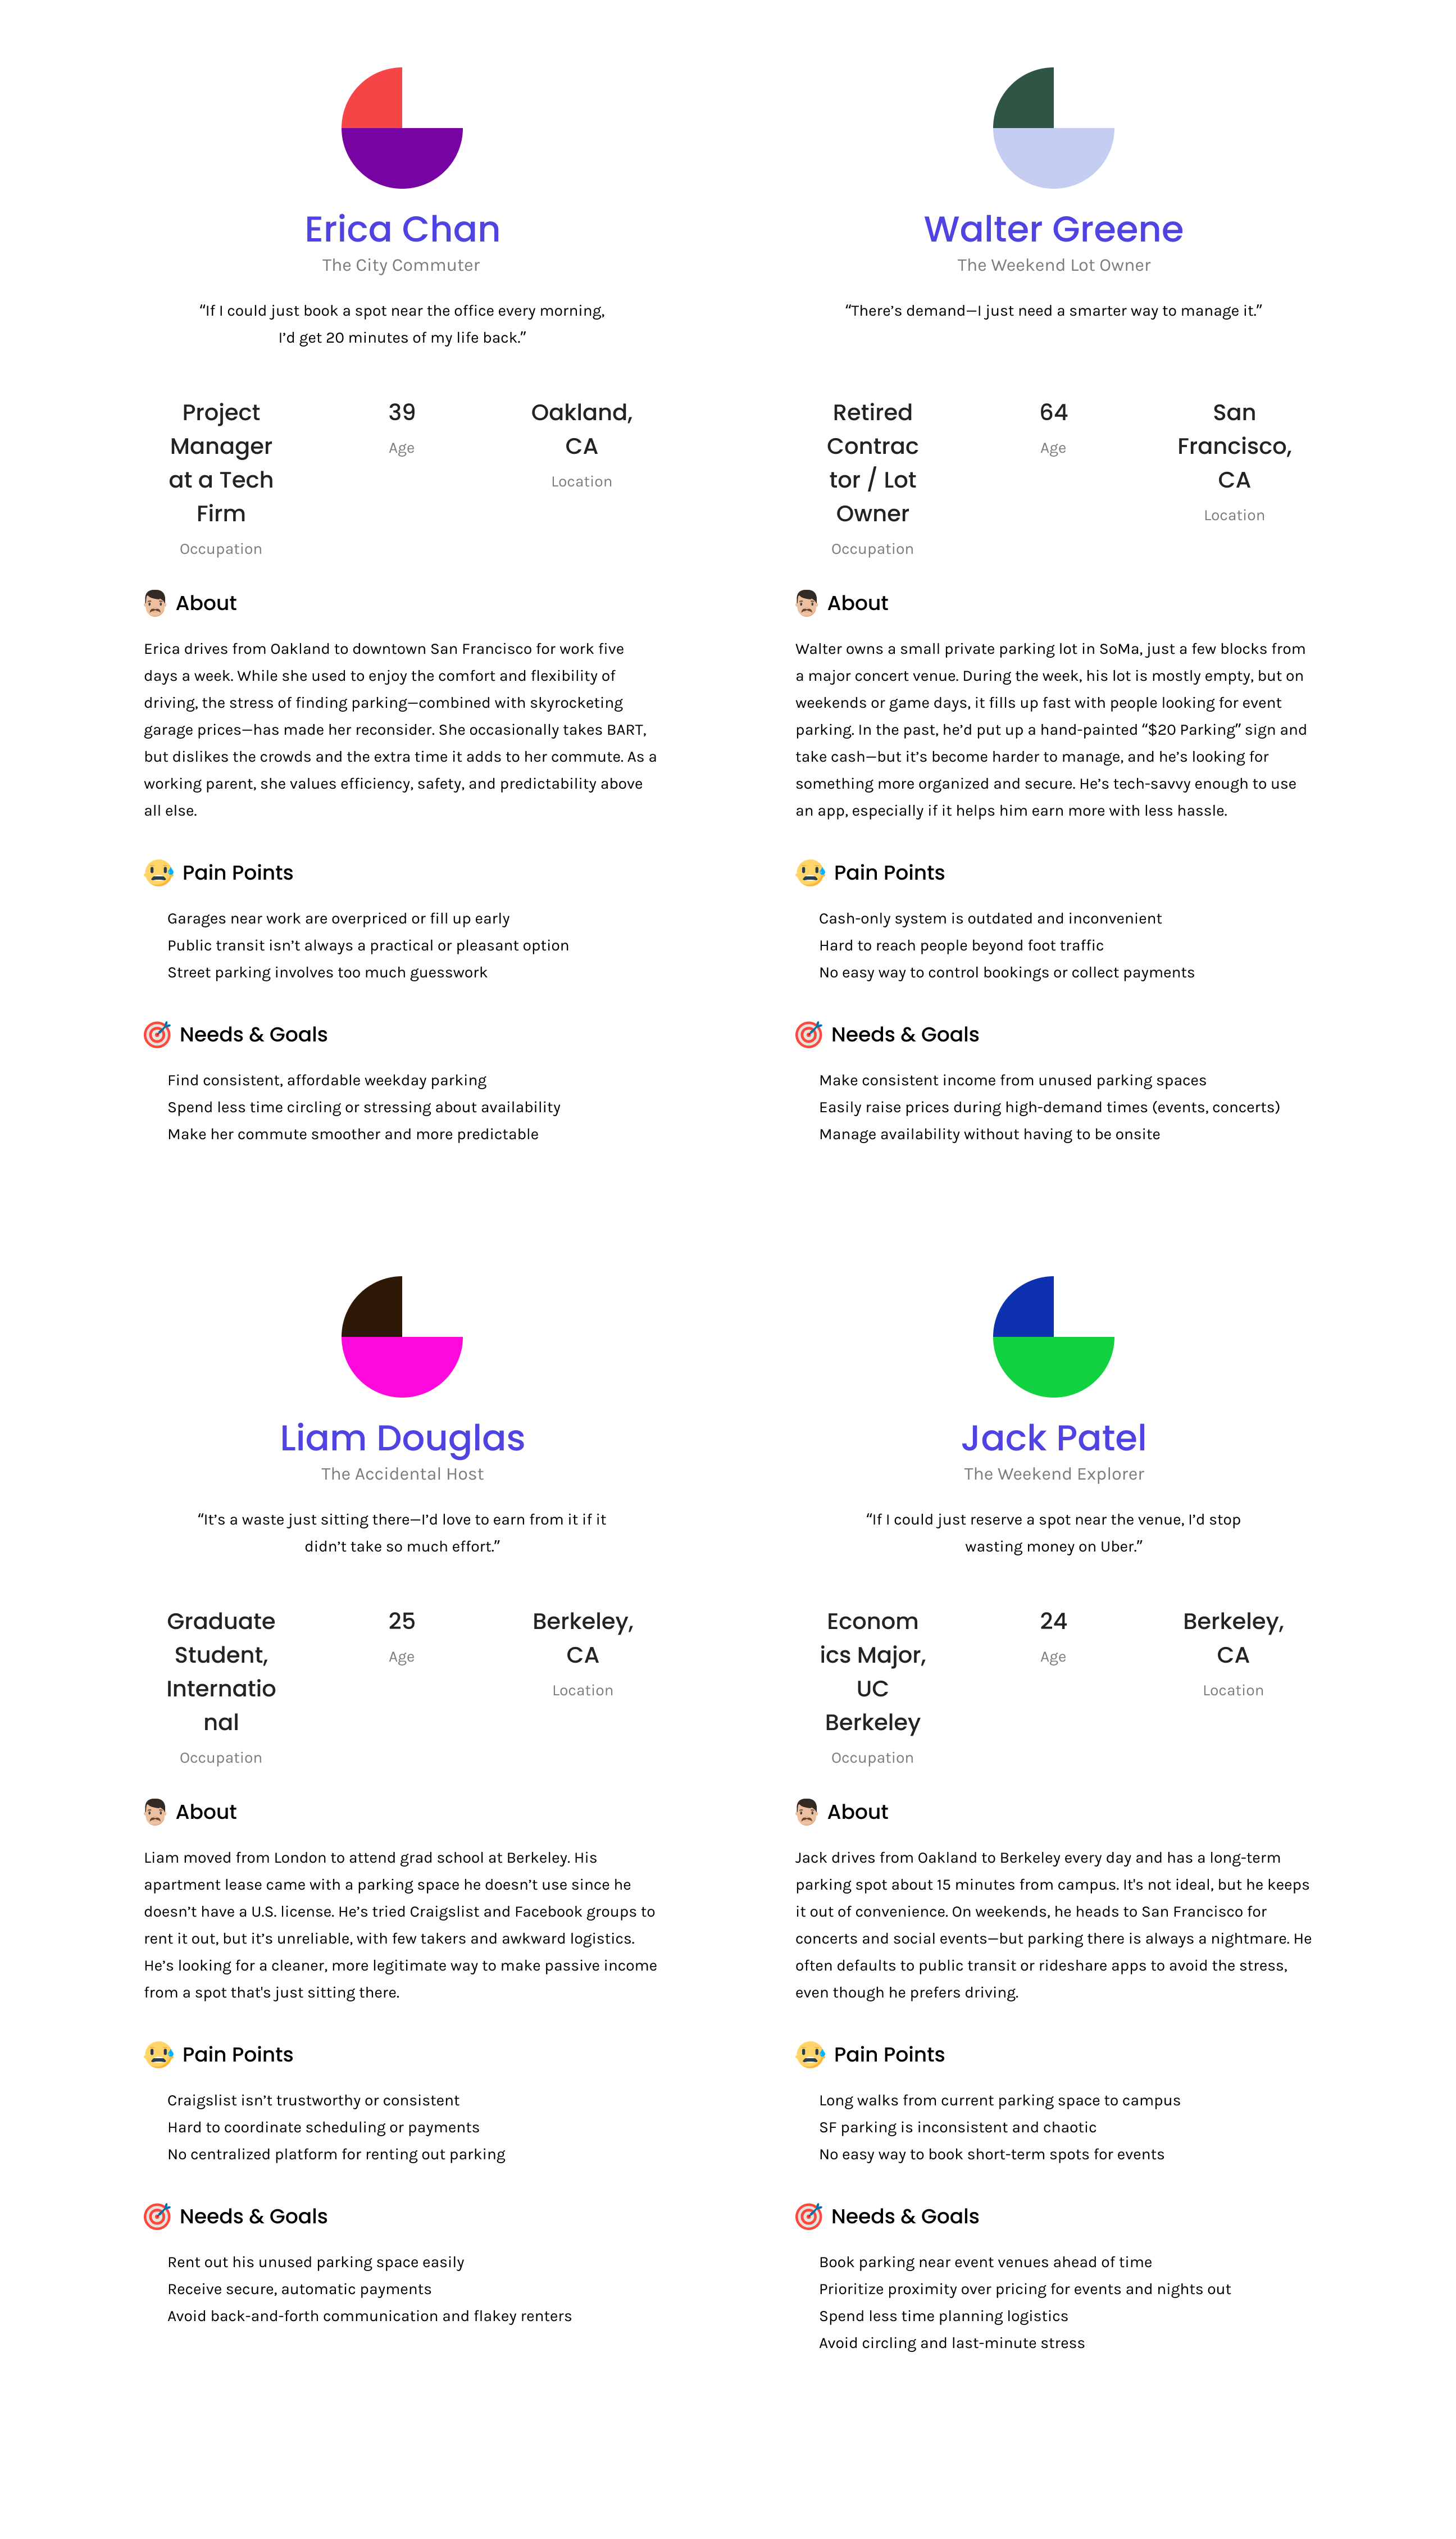 Erica Chan
The City Commuter
“If I could just book a spot near the office every morning,
I’d get 20 minutes of my life back.”
Project
Manager
at a Tech
Firm
Occupation
39
Age
Oakland,
CA
Location
About
Erica drives from Oakland to downtown San Francisco for work five
days a week. While she used to enjoy the comfort and flexibility of
driving, the stress of finding parking—combined with skyrocketing
garage prices—has made her reconsider. She occasionally takes BART,
but dislikes the crowds and the extra time it adds to her commute. As a
working parent, she values efficiency, safety, and predictability above
all else.
Pain Points
Garages near work are overpriced or fill up early
Public transit isn’t always a practical or pleasant option
Street parking involves too much guesswork
Needs & Goals
Find consistent, affordable weekday parking
Spend less time circling or stressing about availability
Make her commute smoother and more predictable
Walter Greene
The Weekend Lot Owner
“There’s demand—I just need a smarter way to manage it.”
Retired
Contrac
tor / Lot
Owner
Occupation
64
Age
San
Francisco,
CA
Location
About
Walter owns a small private parking lot in SoMa, just a few blocks from
a major concert venue. During the week, his lot is mostly empty, but on
weekends or game days, it fills up fast with people looking for event
parking. In the past, he’d put up a hand-painted “$20 Parking” sign and
take cash—but it’s become harder to manage, and he’s looking for
something more organized and secure. He’s tech-savvy enough to use
an app, especially if it helps him earn more with less hassle.
Pain Points
Cash-only system is outdated and inconvenient
Hard to reach people beyond foot traffic
No easy way to control bookings or collect payments
Needs & Goals
Make consistent income from unused parking spaces
Easily raise prices during high-demand times (events, concerts)
Manage availability without having to be onsite
Liam Douglas
The Accidental Host
“It’s a waste just sitting there—I’d love to earn from it if it
didn’t take so much effort.”
Graduate
Student,
Internatio
nal
Occupation
25
Age
Berkeley,
CA
Location
About
Liam moved from London to attend grad school at Berkeley. His
apartment lease came with a parking space he doesn’t use since he
doesn’t have a U.S. license. He’s tried Craigslist and Facebook groups to
rent it out, but it’s unreliable, with few takers and awkward logistics.
He’s looking for a cleaner, more legitimate way to make passive income
from a spot that's just sitting there.
Pain Points
Craigslist isn’t trustworthy or consistent
Hard to coordinate scheduling or payments
No centralized platform for renting out parking
Needs & Goals
Rent out his unused parking space easily
Receive secure, automatic payments
Avoid back-and-forth communication and flakey renters
Jack Patel
The Weekend Explorer
“If I could just reserve a spot near the venue, I’d stop
wasting money on Uber.”
Econom
ics Major,
UC
Berkeley
Occupation
24
Age
Berkeley,
CA
Location
About
Jack drives from Oakland to Berkeley every day and has a long-term
parking spot about 15 minutes from campus. It's not ideal, but he keeps
it out of convenience. On weekends, he heads to San Francisco for
concerts and social events—but parking there is always a nightmare. He
often defaults to public transit or rideshare apps to avoid the stress,
even though he prefers driving.
Pain Points
Long walks from current parking space to campus
SF parking is inconsistent and chaotic
No easy way to book short-term spots for events
Needs & Goals
Book parking near event venues ahead of time
Prioritize proximity over pricing for events and nights out
Spend less time planning logistics
Avoid circling and last-minute stress